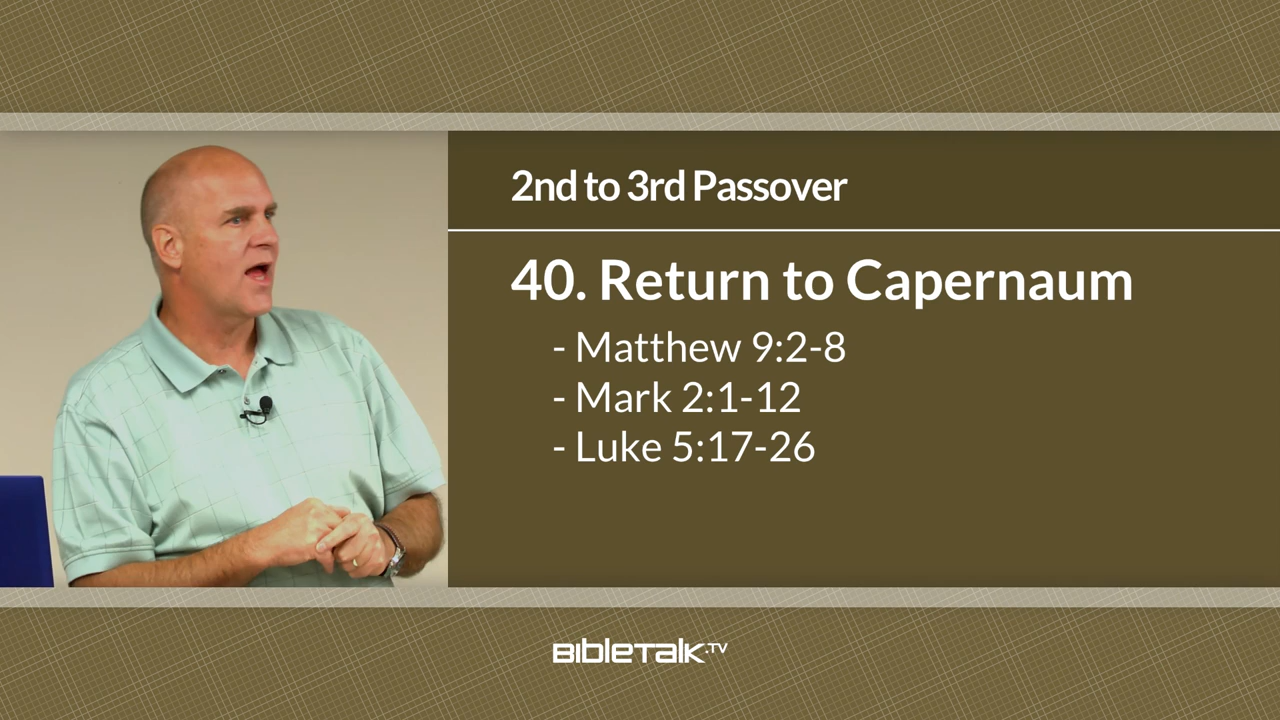 2nd to 3rd Passover
40. Return to Capernaum
- Matthew 9:2-8
- Mark 2:1-12
- Luke 5:17-26
BibleTalk.TV